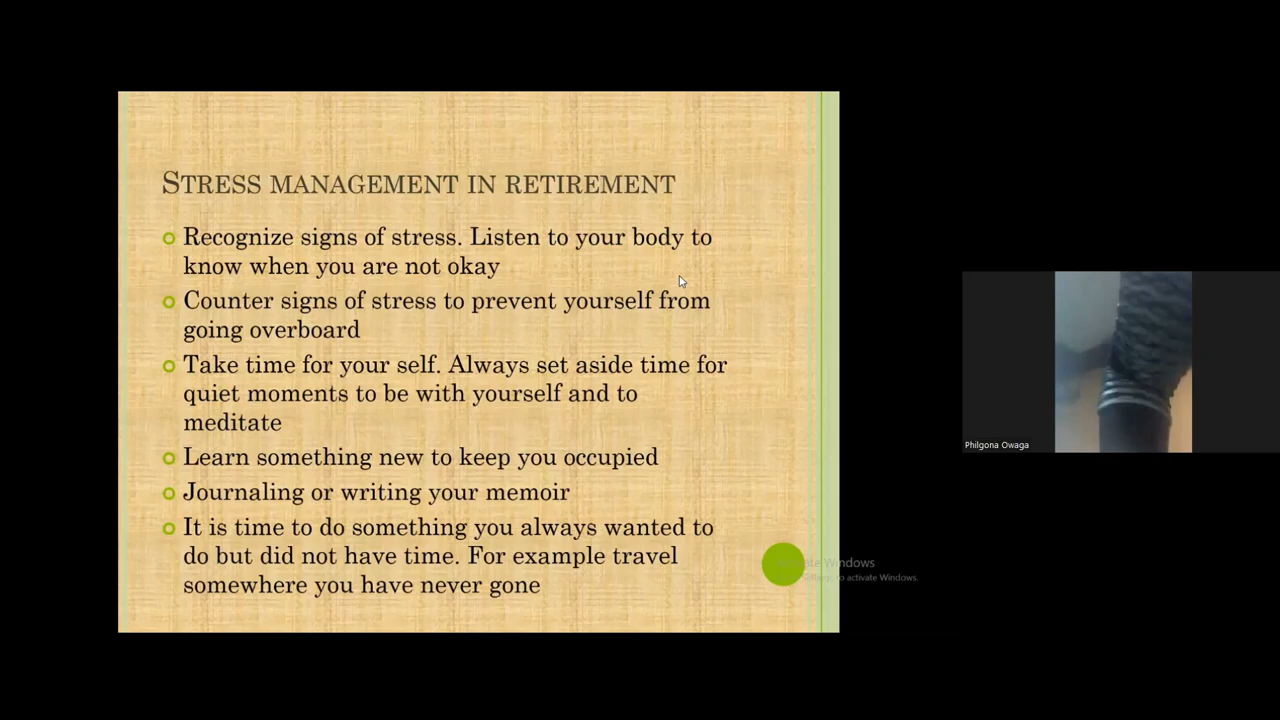 STRESS MANAGEMENT IN RETIREMENT
Recognize signs of stress. Listen to your body to
know when you are not okay
Counter signs of stress to prevent yourself from
going overboard
Take time for your self. Always set aside time for
quiet moments to be with yourself and to
meditate
Learn something new to keep you occupied
Journaling or writing your memoir
It is time to do something you always wanted to
do but did not have time. For example travel
somewhere you have never gone
Windows
to activate Windows.
Philgona Owaga